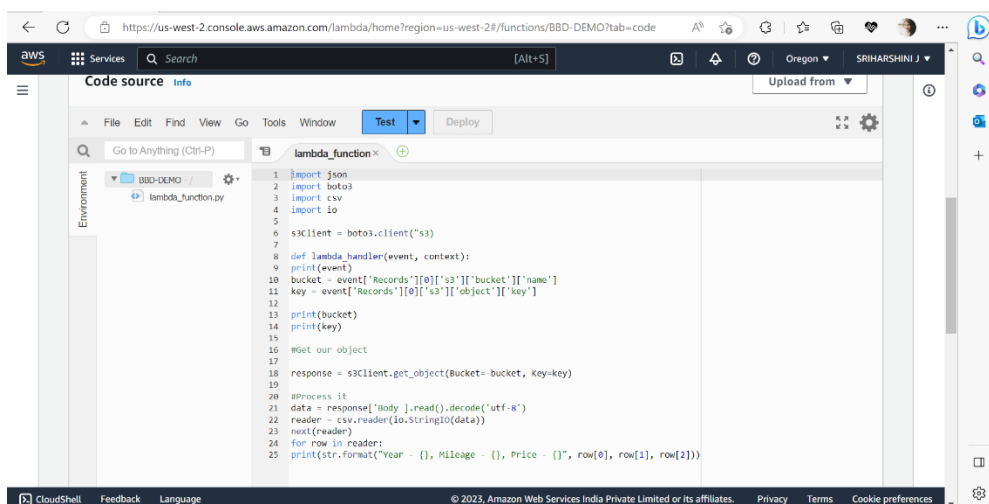 https://us-west-2.console.aws.amazon.com/lambda/home?region=us-west-2#/functions/BBD-DEMO?tab=code
aws
Services
Search
[Alt+S]
Oregon
SRIHARSHINI J
Code source Info
Upload from
File Edit Find View Go Tools Window Test Deploy
Go to Anything (Ctrl-P)
lambda_function
Environment
BBD-DEMO - /
lambda_function.py
1 import json
2 import boto3
3 import csv
4 import io
5
6 s3Client = boto3.client("s3)
7
8 def lambda_handler(event, context):
9 print(event)
10 bucket = event['Records'][0]['s3']['bucket']['name']
11 key = event['Records'][0]['s3']['object']['key']
12
13 print(bucket)
14 print(key)
15
16 #Get our object
17
18 response = s3Client.get_object(Bucket=-bucket, Key=key)
19
20 #Process it
21 data = response['Body ].read().decode('utf-8')
22 reader = csv.reader(io.StringIO(data))
23 next(reader)
24 for row in reader:
25 print(str.format("Year - {}, Mileage - {}, Price - {}", row[0], row[1], row[2]))
CloudShell Feedback Language © 2023, Amazon Web Services India Private Limited or its affiliates. Privacy Terms Cookie preferences